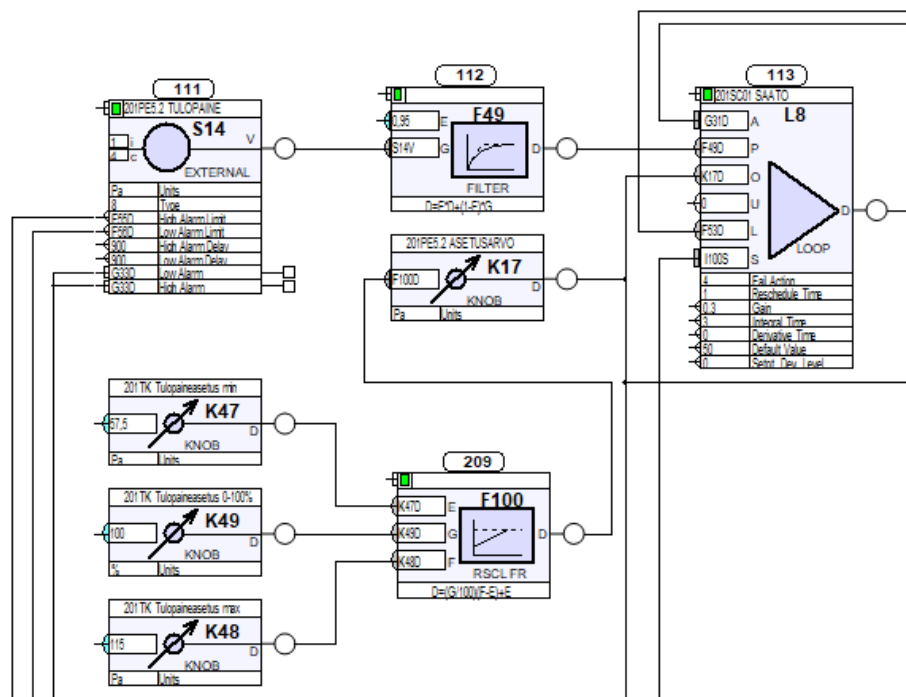 111
201PE5.2 TULOPAINE
S14
1 i
4 c
V
EXTERNAL
Pa Units
8 Type
F55D High Alarm Limit
F56D Low Alarm Limit
900 High Alarm Delay
900 Low Alarm Delay
G33D Low Alarm
G33D High Alarm
112
F49
0,95 E
S14V G
D
FILTER
D=E*D+(1-E)*G
201PE5.2 ASETUSARVO
K17
F100D
D
KNOB
Pa Units
113
201SC01 SAATO
L8
G31D A
F49D P
K17D O
0 U
F53D L
I100S S
D
LOOP
4 Fail Action
1 Reschedule Time
0,3 Gain
3 Integral Time
0 Derivative Time
50 Default Value
0 Setpt. Dev. Level
201TK Tulopaineasetus min
K47
57,5
D
KNOB
Pa Units
201TK Tulopaineasetus 0-100%
K49
100
D
KNOB
% Units
201TK Tulopaineasetus max
K48
115
D
KNOB
Pa Units
209
F100
K47D E
K49D G
K48D F
D
RSCL FR
D=(G/100)(F-E)+E